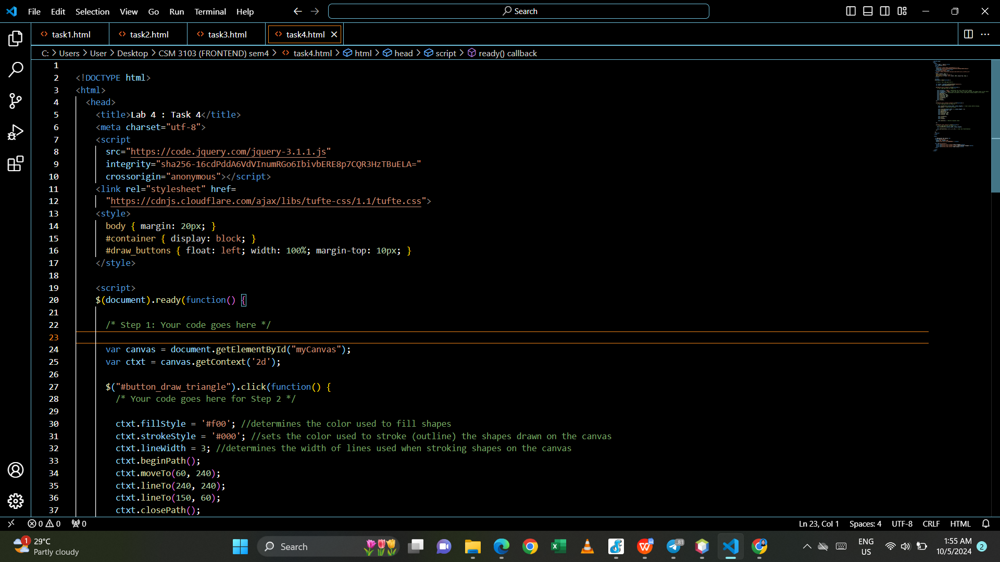 File Edit Selection View Go Run Terminal Help Search
task1.html task2.html task3.html task4.html
C: > Users > User > Desktop > CSM 3103 (FRONTEND) sem4 > task4.html > html > head > script > ready() callback
1
2 <!DOCTYPE html>
3 <html>
4 <head>
5 <title>Lab 4 : Task 4</title>
6 <meta charset="utf-8">
7 <script
8 src="https://code.jquery.com/jquery-3.1.1.js"
9 integrity="sha256-16cdPddA6VdVInumRGo6IbivbERE8p7CQR3HzTBuELA="
10 crossorigin="anonymous"></script>
11 <link rel="stylesheet" href=
12 "https://cdnjs.cloudflare.com/ajax/libs/tufte-css/1.1/tufte.css">
13 <style>
14 body { margin: 20px; }
15 #container { display: block; }
16 #draw_buttons { float: left; width: 100%; margin-top: 10px; }
17 </style>
18
19 <script>
20 $(document).ready(function() {
21
22 /* Step 1: Your code goes here */
23
24 var canvas = document.getElementById("myCanvas");
25 var ctxt = canvas.getContext('2d');
26
27 $("#button_draw_triangle").click(function() {
28 /* Your code goes here for Step 2 */
29
30 ctxt.fillStyle = '#f00'; //determines the color used to fill shapes
31 ctxt.strokeStyle = '#000'; //sets the color used to stroke (outline) the shapes drawn on the canvas
32 ctxt.lineWidth = 3; //determines the width of lines used when stroking shapes on the canvas
33 ctxt.beginPath();
34 ctxt.moveTo(60, 240);
35 ctxt.lineTo(240, 240);
36 ctxt.lineTo(150, 60);
37 ctxt.closePath();
0 0 0 Ln 23, Col 1 Spaces: 4 UTF-8 CRLF HTML
1 29°C
Partly cloudy
Search
81
ENG
US
1:55 AM
10/5/2024
2